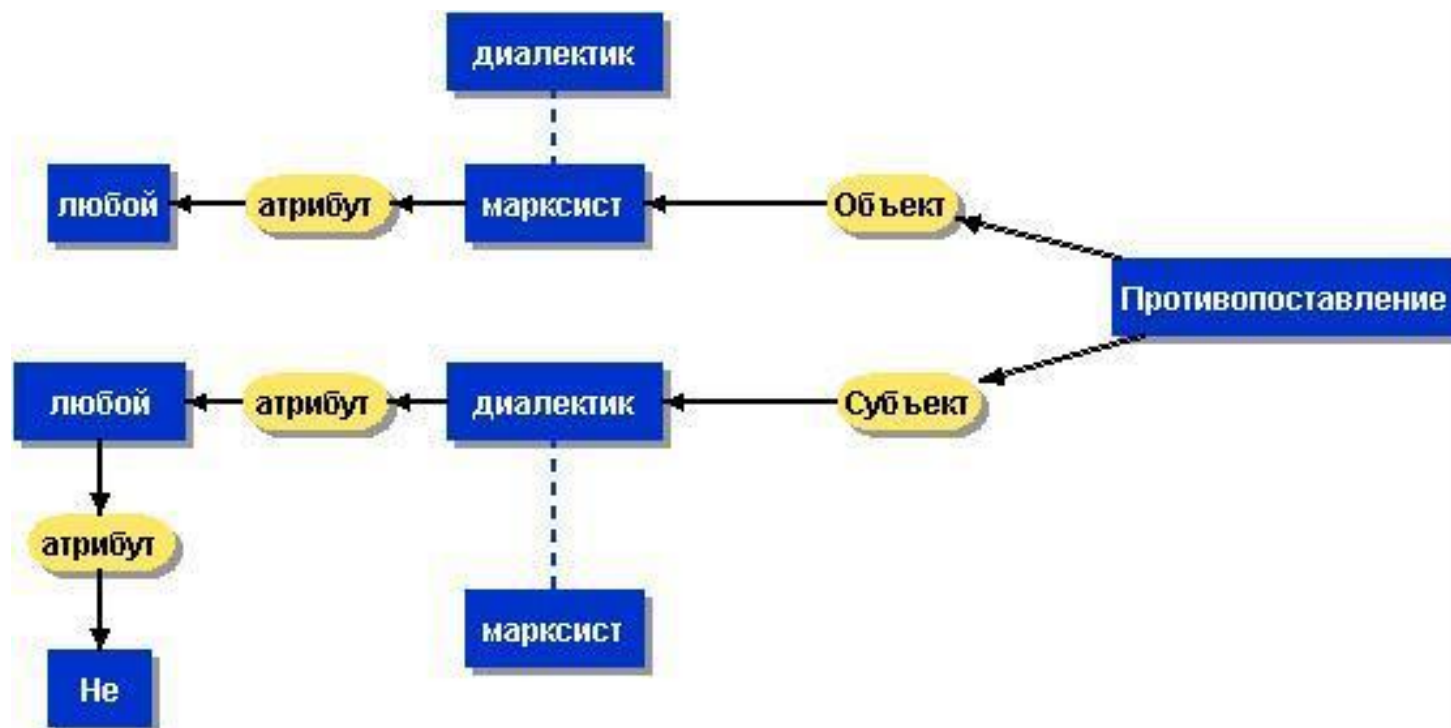 диалектик
любой
атрибут
марксист
Объект
Противопоставление
любой
атрибут
диалектик
Субъект
атрибут
марксист
Не